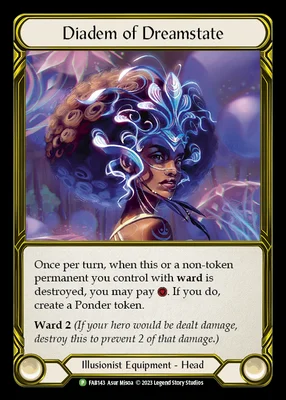 Diadem of Dreamstate
Once per turn, when this or a non-token
permanent you control with ward is
destroyed, you may pay . If you do,
create a Ponder token.
Ward 2 (If your hero would be dealt damage,
destroy this to prevent 2 of that damage.)
Illusionist Equipment - Head
P FAB143 Asur Misoa © 2023 Legend Story Studios